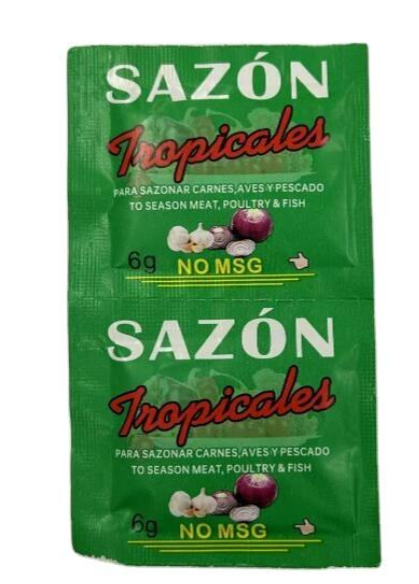 SAZÓN
Tropicales
PARA SAZONAR CARNES,AVES Y PESCADO
TO SEASON MEAT, POULTRY & FISH
6g NO MSG
SAZÓN
Tropicales
PARA SAZONAR CARNES,AVES Y PESCADO
TO SEASON MEAT, POULTRY & FISH
6g NO MSG